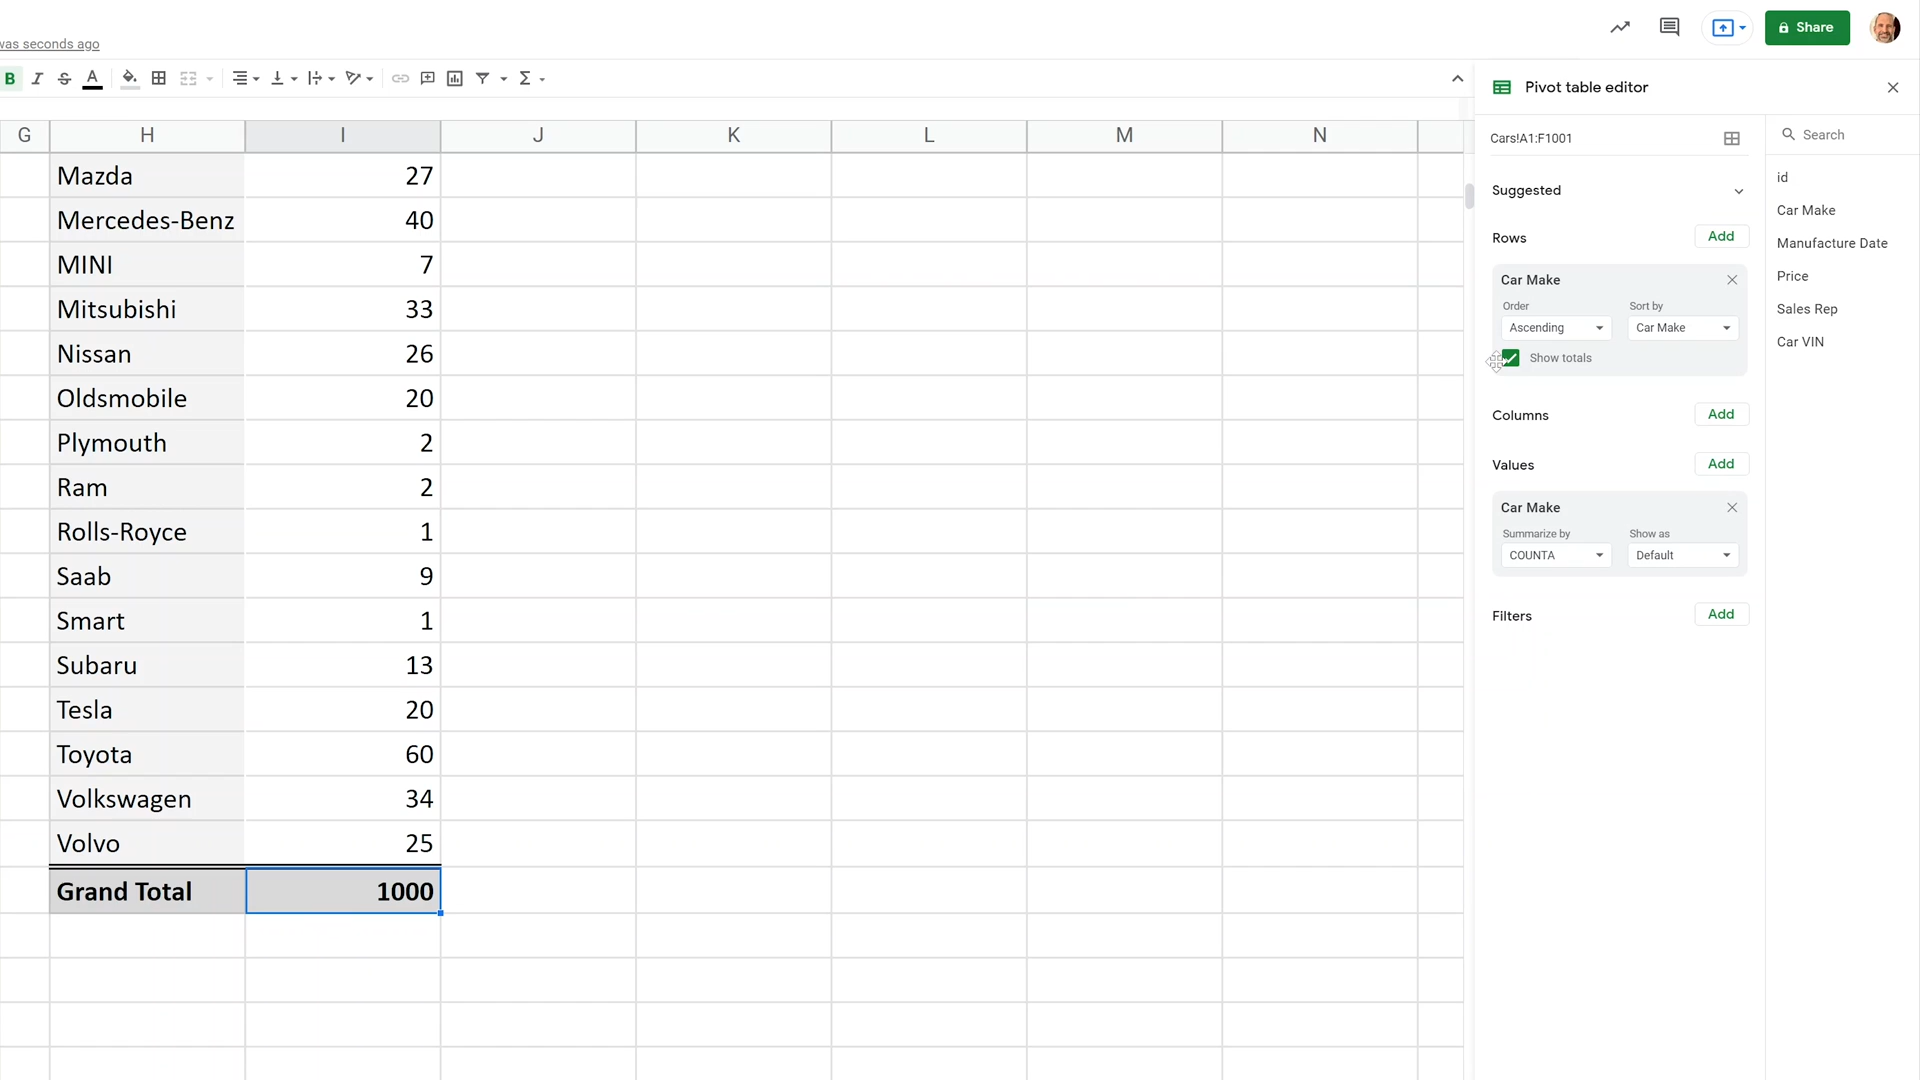 was seconds ago
Share
B I A Σ
Pivot table editor
G H I J K L M N
Cars!A1:F1001
Search
Mazda 27
Mercedes-Benz 40
MINI 7
Mitsubishi 33
Nissan 26
Oldsmobile 20
Plymouth 2
Ram 2
Rolls-Royce 1
Saab 9
Smart 1
Subaru 13
Tesla 20
Toyota 60
Volkswagen 34
Volvo 25
Grand Total 1000
Suggested
Rows Add
Car Make
Order Sort by
Ascending Car Make
Show totals
Columns Add
Values Add
Car Make
Summarize by Show as
COUNTA Default
Filters Add
id
Car Make
Manufacture Date
Price
Sales Rep
Car VIN